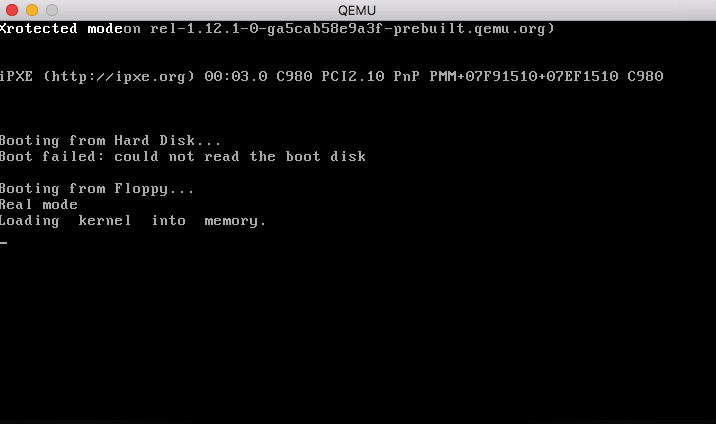 QEMU
Xrotected modeon rel-1.12.1-0-ga5cab58e9a3f-prebuilt.qemu.org)
iPXE (http://ipxe.org) 00:03.0 C980 PCI2.10 PnP PMM+07F91510+07EF1510 C980
Booting from Hard Disk...
Boot failed: could not read the boot disk
Booting from Floppy...
Real mode
Loading kernel into memory.